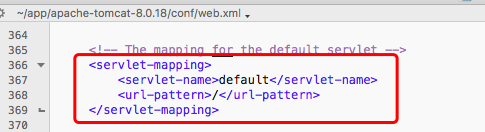 ~/app/apache-tomcat-8.0.18/conf/web.xml
364
365 <!-- The mapping for the default servlet -->
366 <servlet-mapping>
367 <servlet-name>default</servlet-name>
368 <url-pattern>/</url-pattern>
369 </servlet-mapping>
370